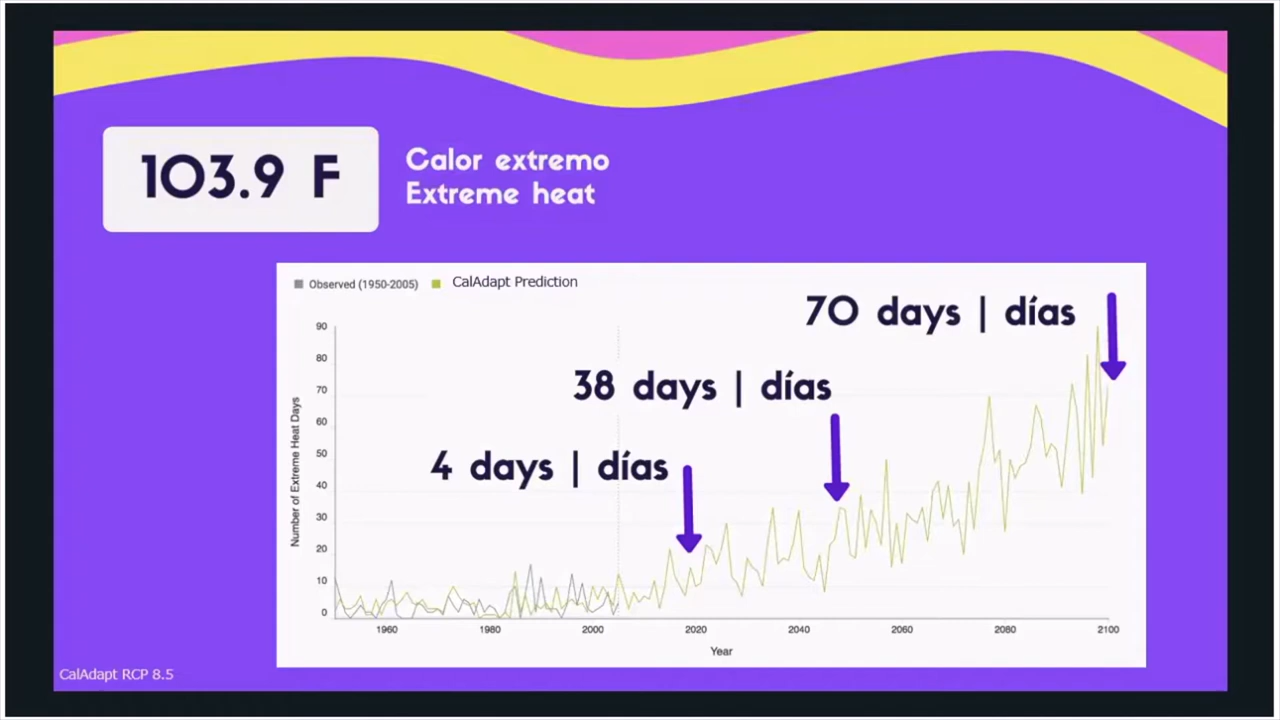 103.9 F
Calor extremo
Extreme heat
Observed (1950-2005) CalAdapt Prediction
70 days | días
38 days | días
4 days | días
Number of Extreme Heat Days
90
80
70
60
50
40
30
20
10
0
1960 1980 2000 2020 2040 2060 2080 2100
Year
CalAdapt RCP 8.5